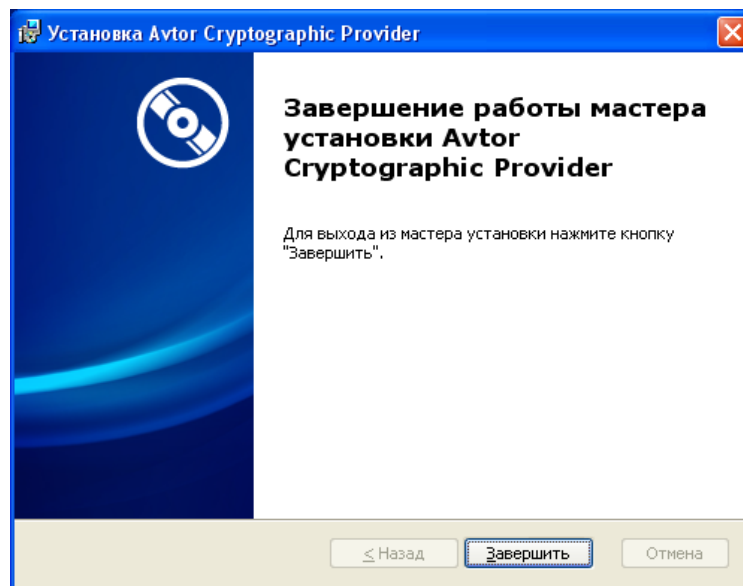 Установка Avtor Cryptographic Provider
Завершение работы мастера
установки Avtor
Cryptographic Provider
Для выхода из мастера установки нажмите кнопку
"Завершить".
< Назад
Завершить
Отмена